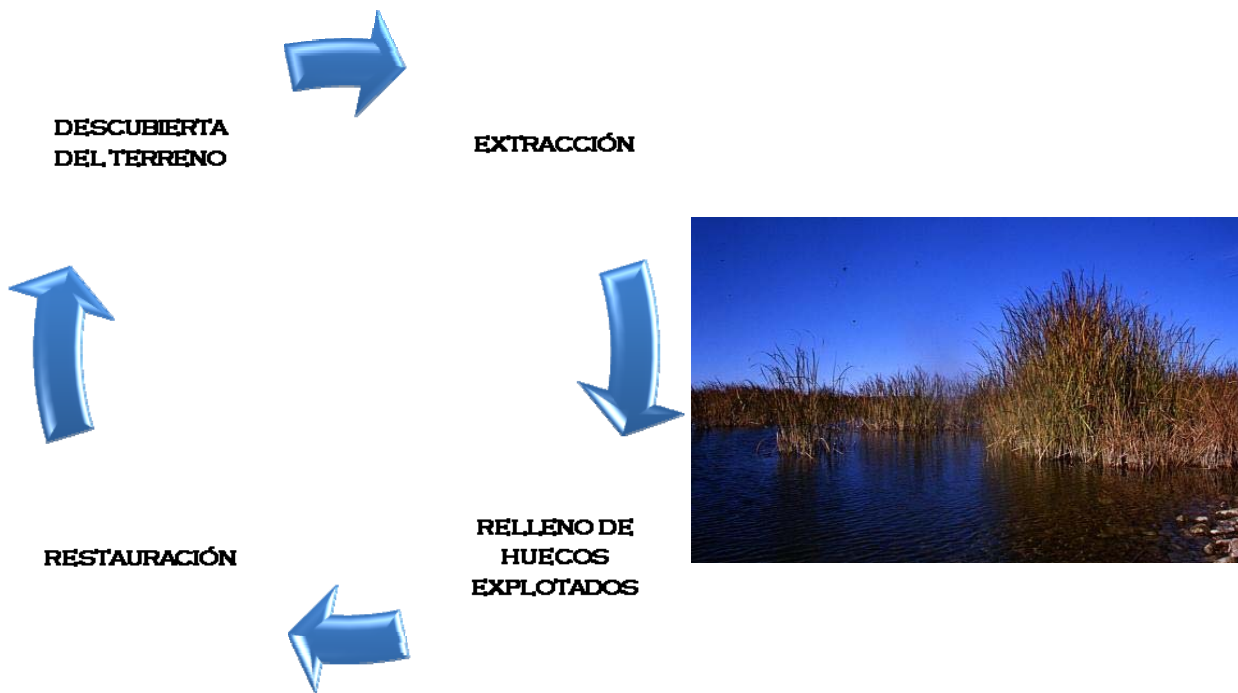 DESCUBIERTA
DEL TERRENO
EXTRACCIÓN
RELLENO DE
HUECOS
EXPLOTADOS
RESTAURACIÓN